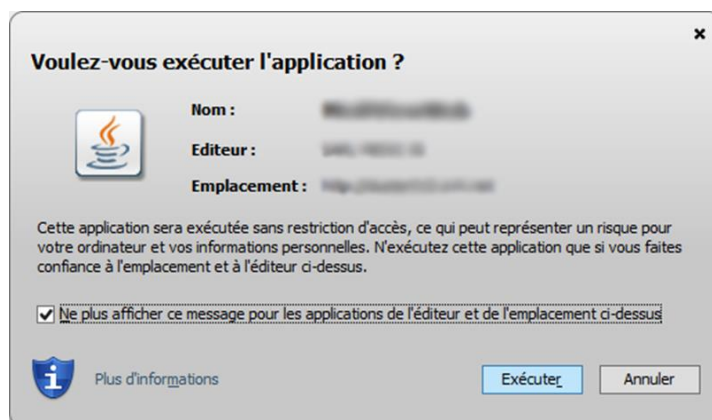 Voulez-vous exécuter l'application ?
Nom :
Editeur :
Emplacement :
Cette application sera exécutée sans restriction d'accès, ce qui peut représenter un risque pour
votre ordinateur et vos informations personnelles. N'exécutez cette application que si vous faites
confiance à l'emplacement et à l'éditeur ci-dessus.
Ne plus afficher ce message pour les applications de l'éditeur et de l'emplacement ci-dessus
Plus d'informations
Exécuter
Annuler